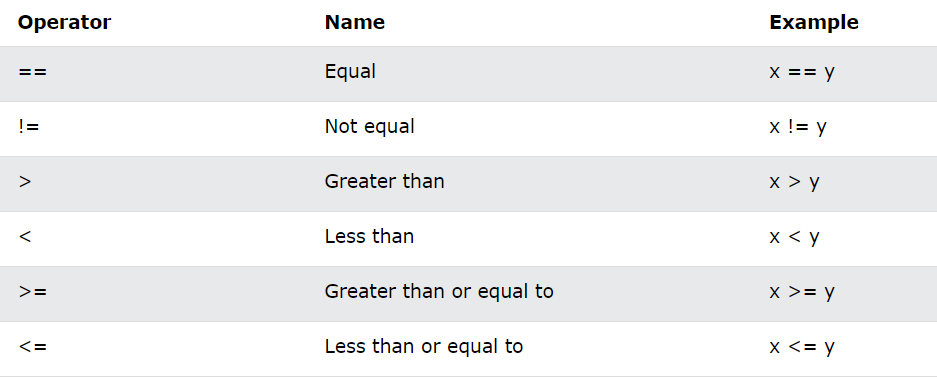 Operator Name Example
== Equal x == y
!= Not equal x != y
> Greater than x > y
< Less than x < y
>= Greater than or equal to x >= y
<= Less than or equal to x <= y